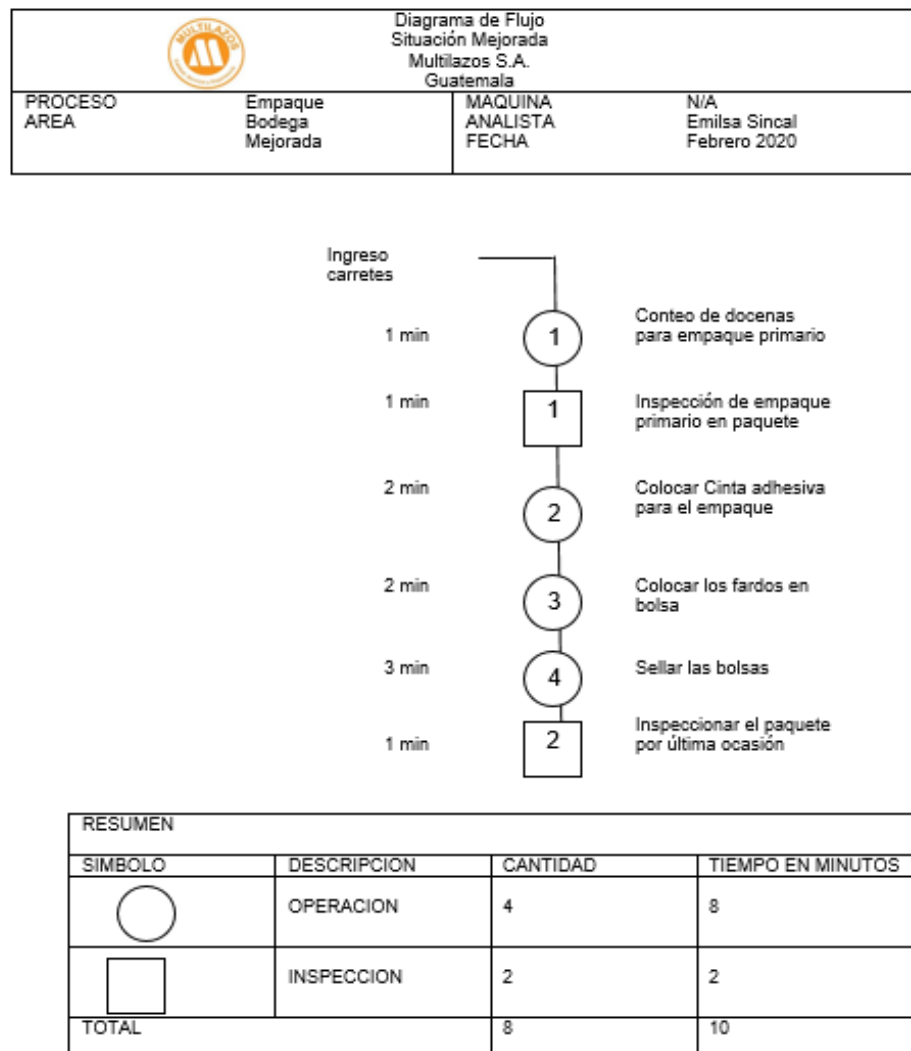 MULTILAZOS
Diagrama de Flujo
Situación Mejorada
Multilazos S.A.
Guatemala
PROCESO Empaque MAQUINA N/A
AREA Bodega ANALISTA Emilsa Sincal
Mejorada FECHA Febrero 2020
Ingreso
carretes
1 min 1 Conteo de docenas
para empaque primario
1 min 1 Inspección de empaque
primario en paquete
2 min 2 Colocar Cinta adhesiva
para el empaque
2 min 3 Colocar los fardos en
bolsa
3 min 4 Sellar las bolsas
1 min 2 Inspeccionar el paquete
por última ocasión
RESUMEN
SIMBOLO DESCRIPCION CANTIDAD TIEMPO EN MINUTOS
OPERACION 4 8
INSPECCION 2 2
TOTAL 8 10